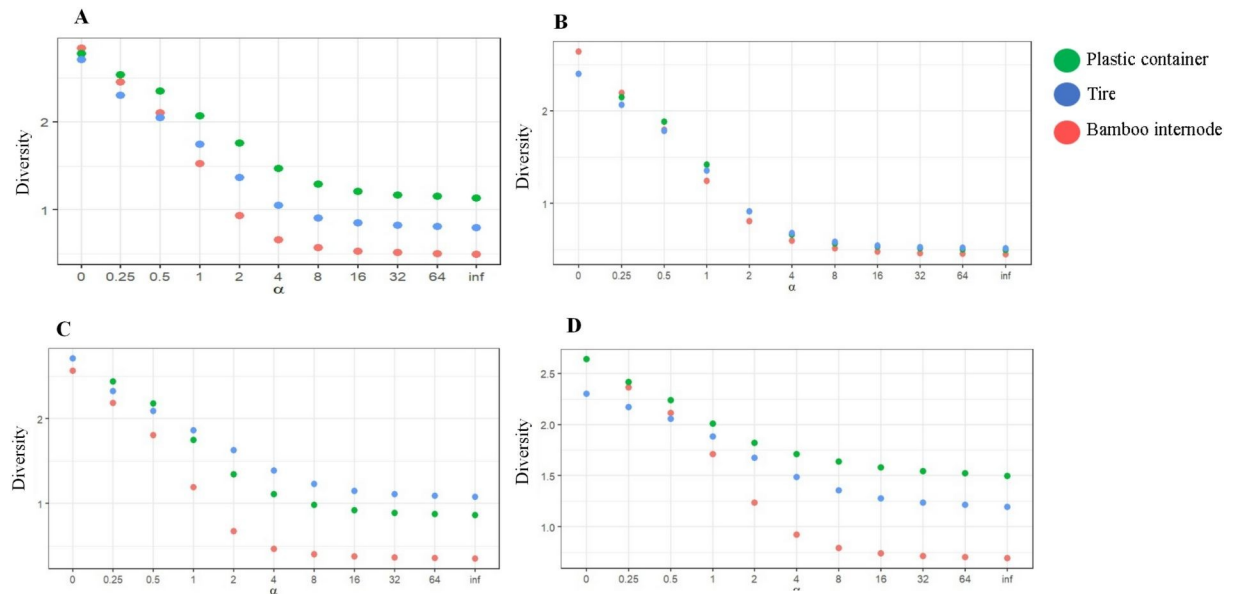 A
Diversity
2
1
0 0.25 0.5 1 2 4 8 16 32 64 inf
α
B
Diversity
2
1
0 0.25 0.5 1 2 4 8 16 32 64 inf
α
Plastic container
Tire
Bamboo internode
C
Diversity
2
1
0 0.25 0.5 1 2 4 8 16 32 64 inf
α
D
Diversity
2.5
2.0
1.5
1.0
0 0.25 0.5 1 2 4 8 16 32 64 inf
α